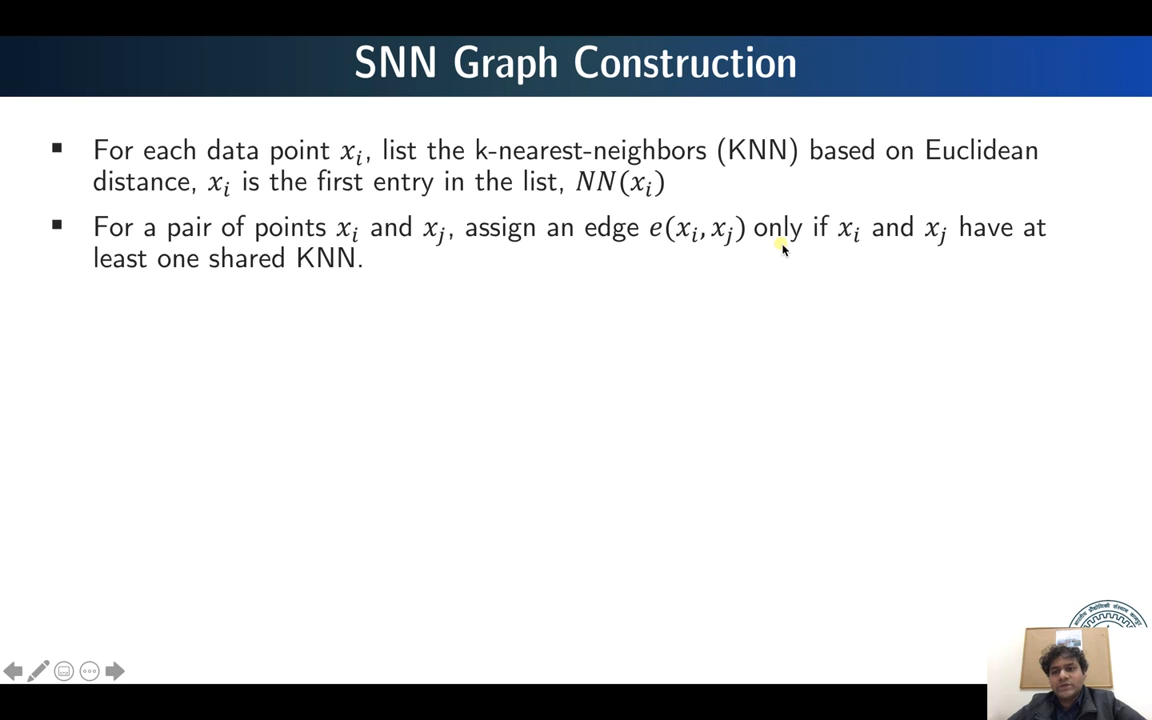 SNN Graph Construction
▪ For each data point xᵢ, list the k-nearest-neighbors (KNN) based on Euclidean
distance, xᵢ is the first entry in the list, NN(xᵢ)
▪ For a pair of points xᵢ and xⱼ, assign an edge e(xᵢ, xⱼ) only if xᵢ and xⱼ have at
least one shared KNN.